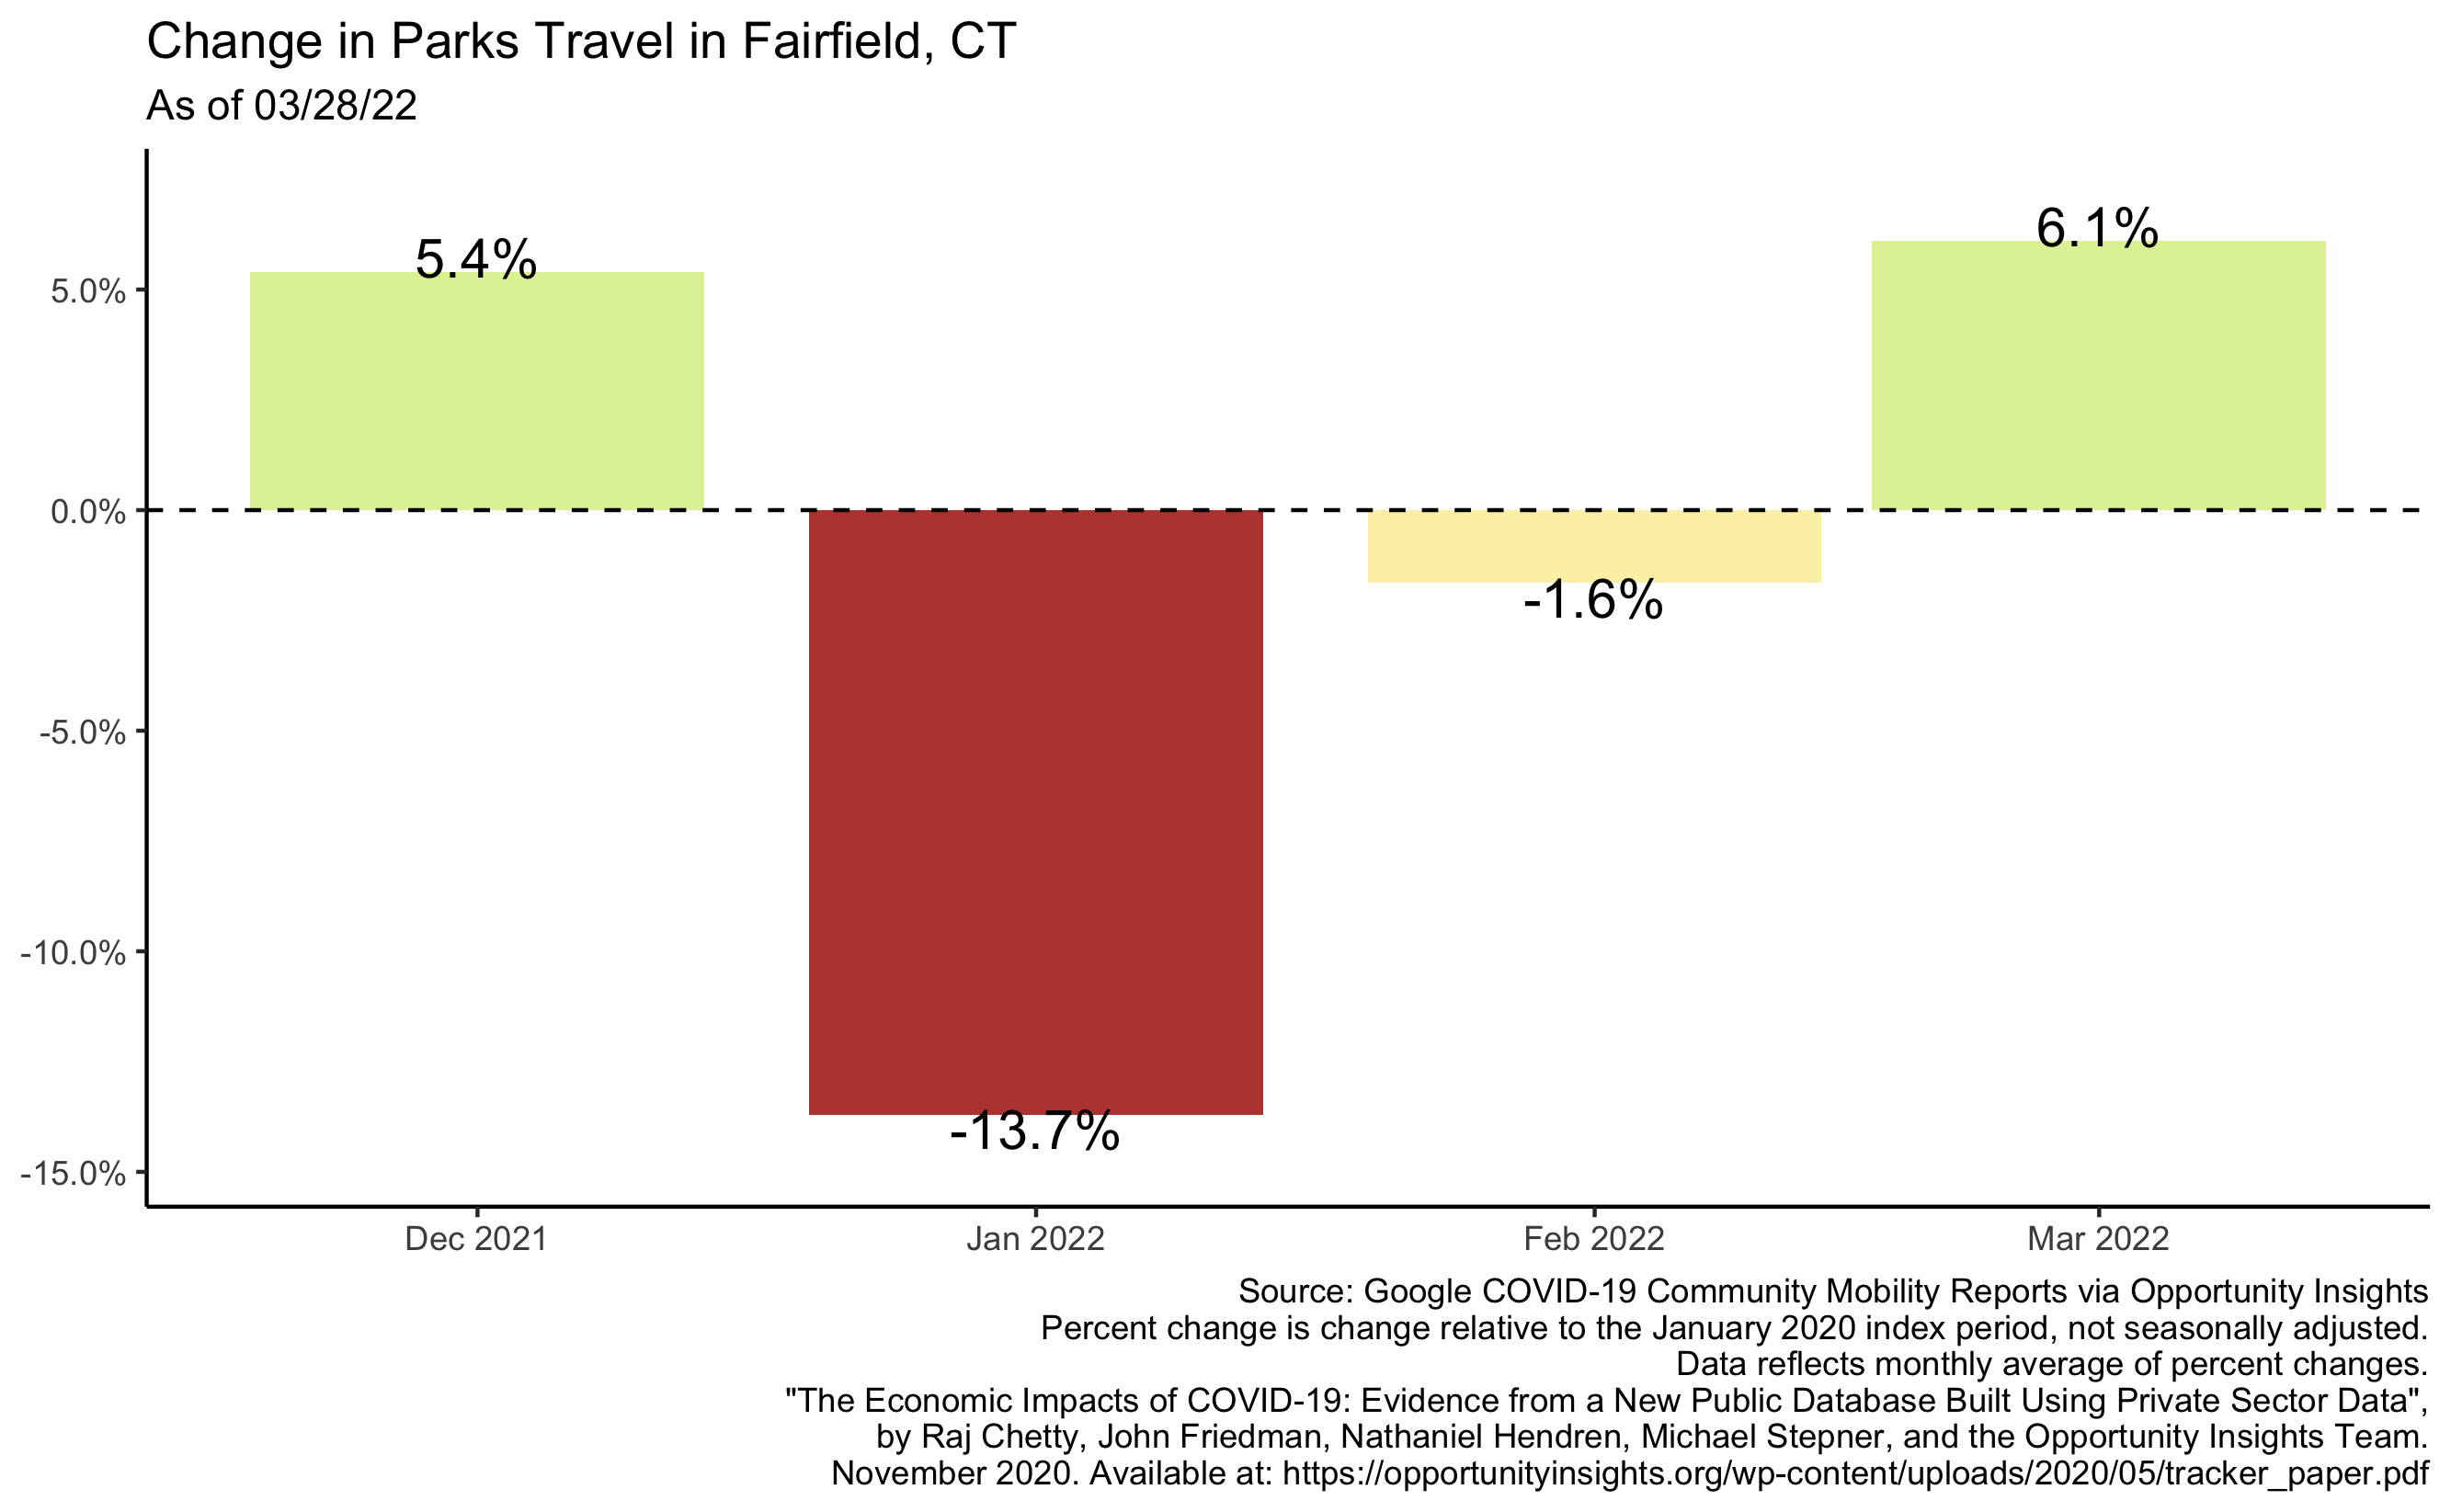 Change in Parks Travel in Fairfield, CT
As of 03/28/22
5.4%
6.1%
-1.6%
-13.7%
5.0%
0.0%
-5.0%
-10.0%
-15.0%
Dec 2021
Jan 2022
Feb 2022
Mar 2022
Source: Google COVID-19 Community Mobility Reports via Opportunity Insights
Percent change is change relative to the January 2020 index period, not seasonally adjusted.
Data reflects monthly average of percent changes.
"The Economic Impacts of COVID-19: Evidence from a New Public Database Built Using Private Sector Data",
by Raj Chetty, John Friedman, Nathaniel Hendren, Michael Stepner, and the Opportunity Insights Team.
November 2020. Available at: https://opportunityinsights.org/wp-content/uploads/2020/05/tracker_paper.pdf